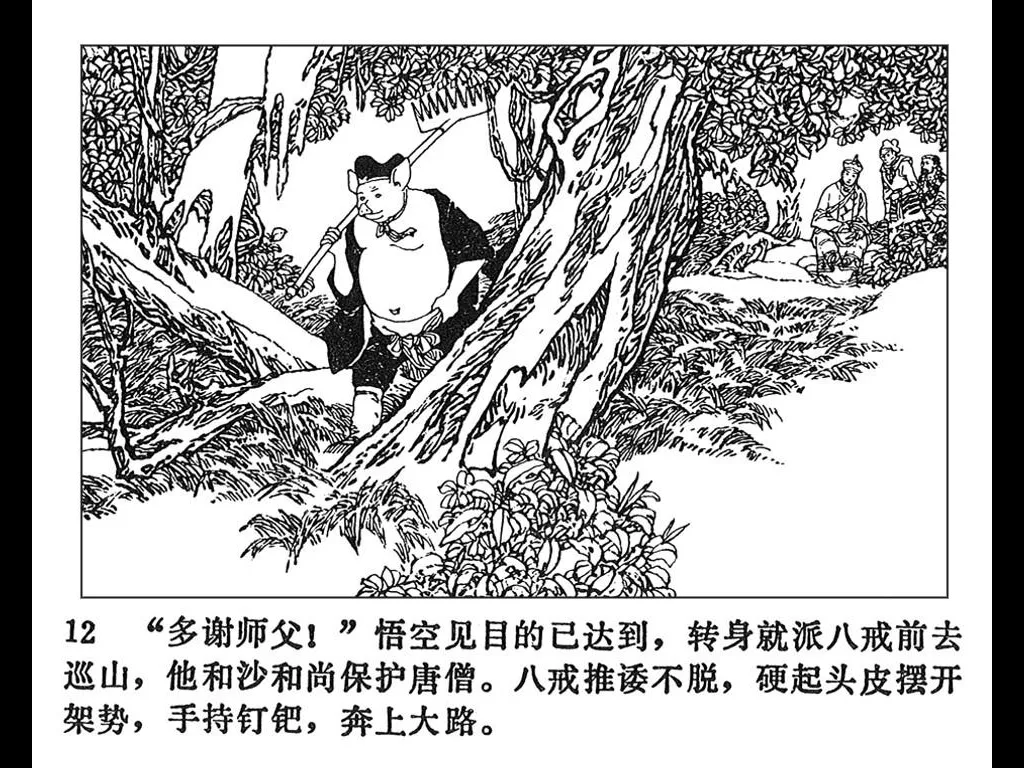 12 “多谢师父！”悟空见目的已达到，转身就派八戒前去
巡山，他和沙和尚保护唐僧。八戒推诿不脱，硬起头皮摆开
架势，手持钉钯，奔上大路。